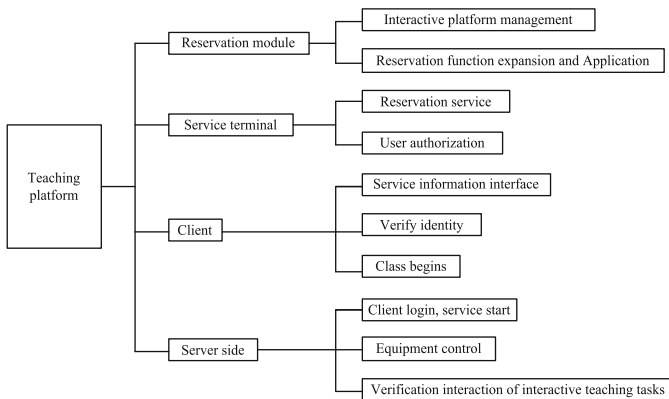 Teaching
platform
Reservation module
Interactive platform management
Reservation function expansion and Application
Service terminal
Reservation service
User authorization
Client
Service information interface
Verify identity
Class begins
Server side
Client login, service start
Equipment control
Verification interaction of interactive teaching tasks